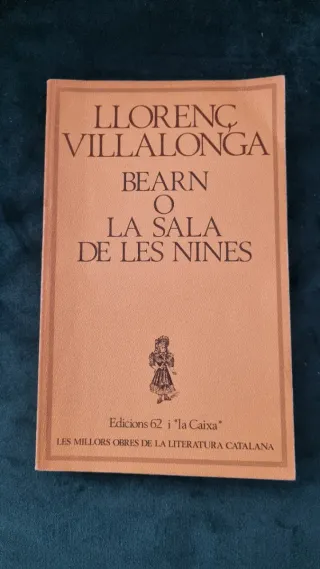 LLORENÇ
VILLALONGA
BEARN
O
LA SALA
DE LES NINES
Edicions 62 i "la Caixa"
LES MILLORS OBRES DE LA LITERATURA CATALANA